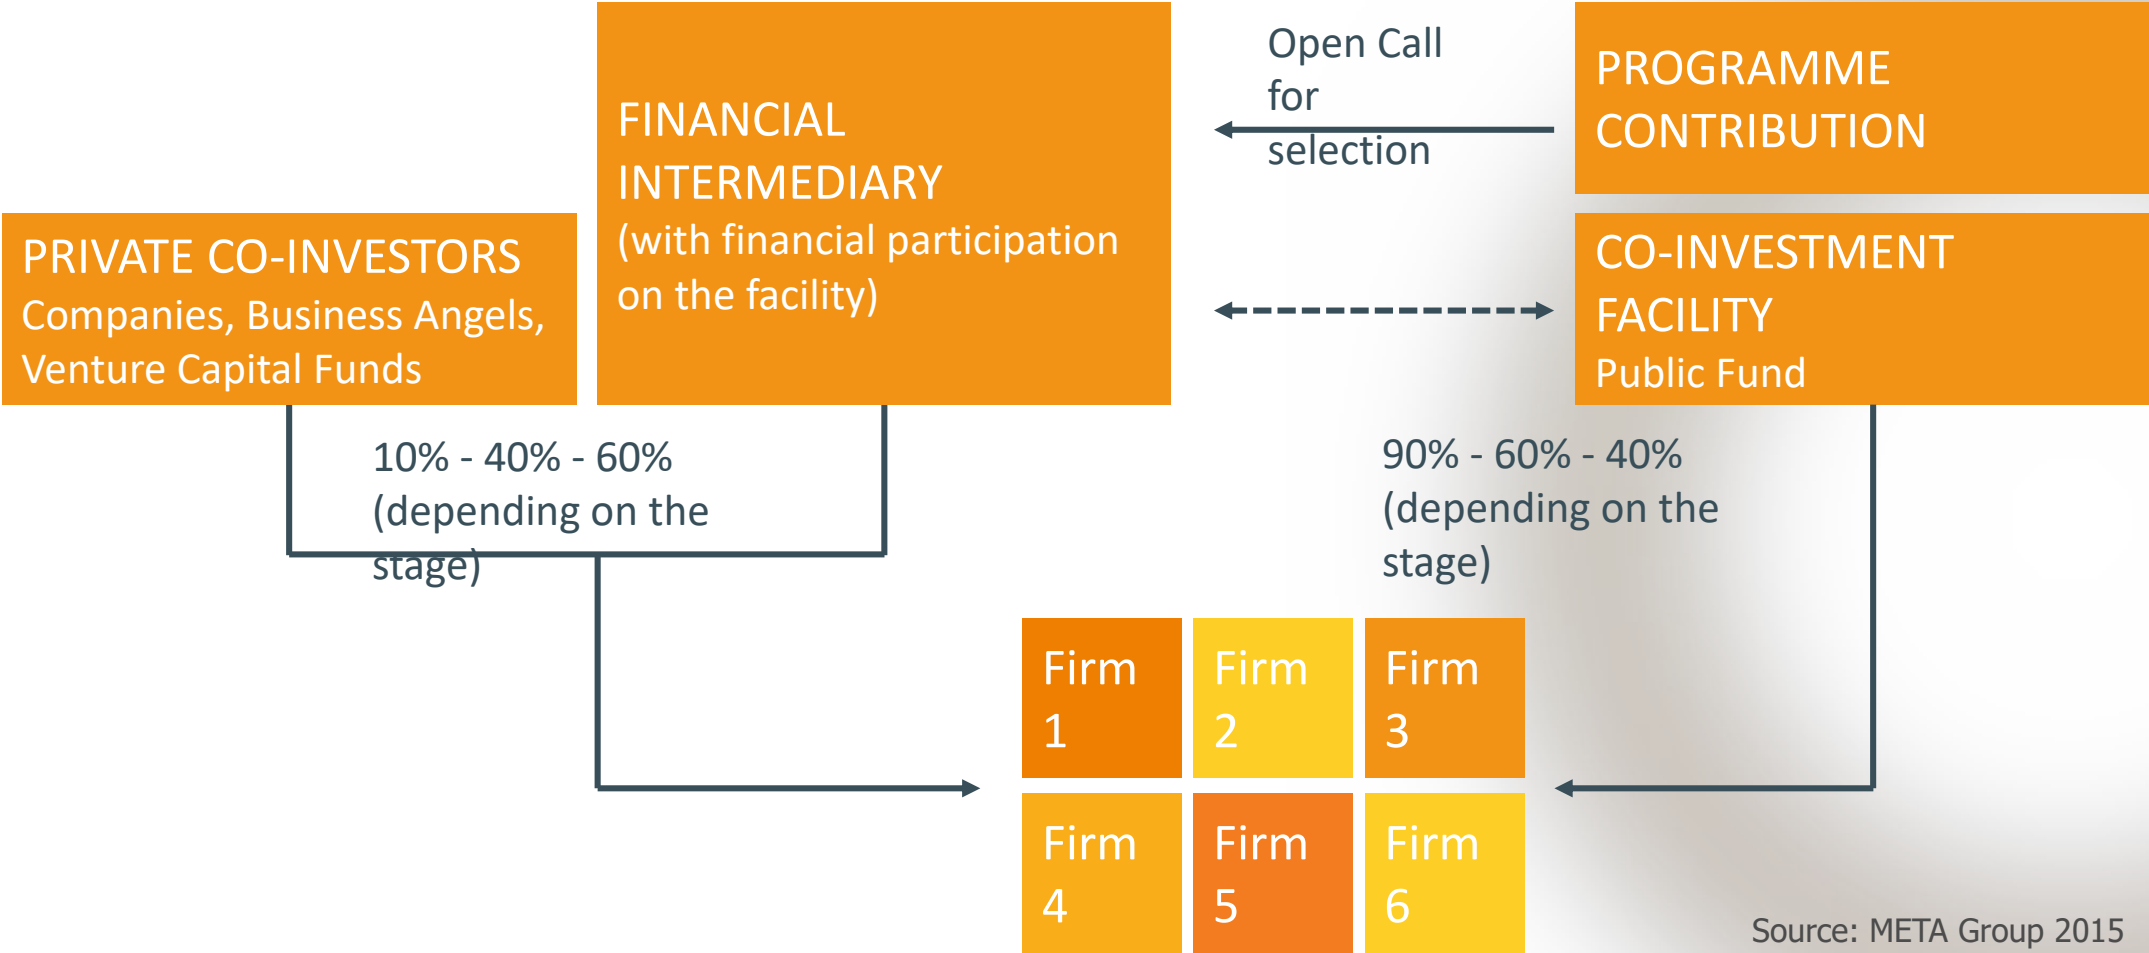 PRIVATE CO-INVESTORS
Companies, Business Angels,
Venture Capital Funds
FINANCIAL
INTERMEDIARY
(with financial participation
on the facility)
Open Call
for
selection
PROGRAMME
CONTRIBUTION
CO-INVESTMENT
FACILITY
Public Fund
10% - 40% - 60%
(depending on the
stage)
90% - 60% - 40%
(depending on the
stage)
Firm
1
Firm
2
Firm
3
Firm
4
Firm
5
Firm
6
Source: META Group 2015